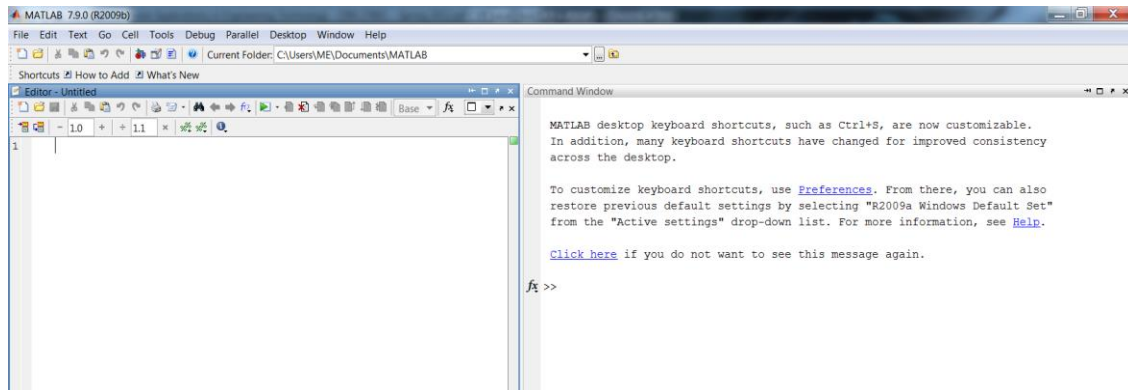 MATLAB 7.9.0 (R2009b)
File Edit Text Go Cell Tools Debug Parallel Desktop Window Help
Current Folder: C:\Users\ME\Documents\MATLAB
Shortcuts How to Add What's New
Editor - Untitled
Base fx
1.0 1.1
1
Command Window
MATLAB desktop keyboard shortcuts, such as Ctrl+S, are now customizable.
In addition, many keyboard shortcuts have changed for improved consistency
across the desktop.
To customize keyboard shortcuts, use Preferences. From there, you can also
restore previous default settings by selecting "R2009a Windows Default Set"
from the "Active settings" drop-down list. For more information, see Help.
Click here if you do not want to see this message again.
fx >>